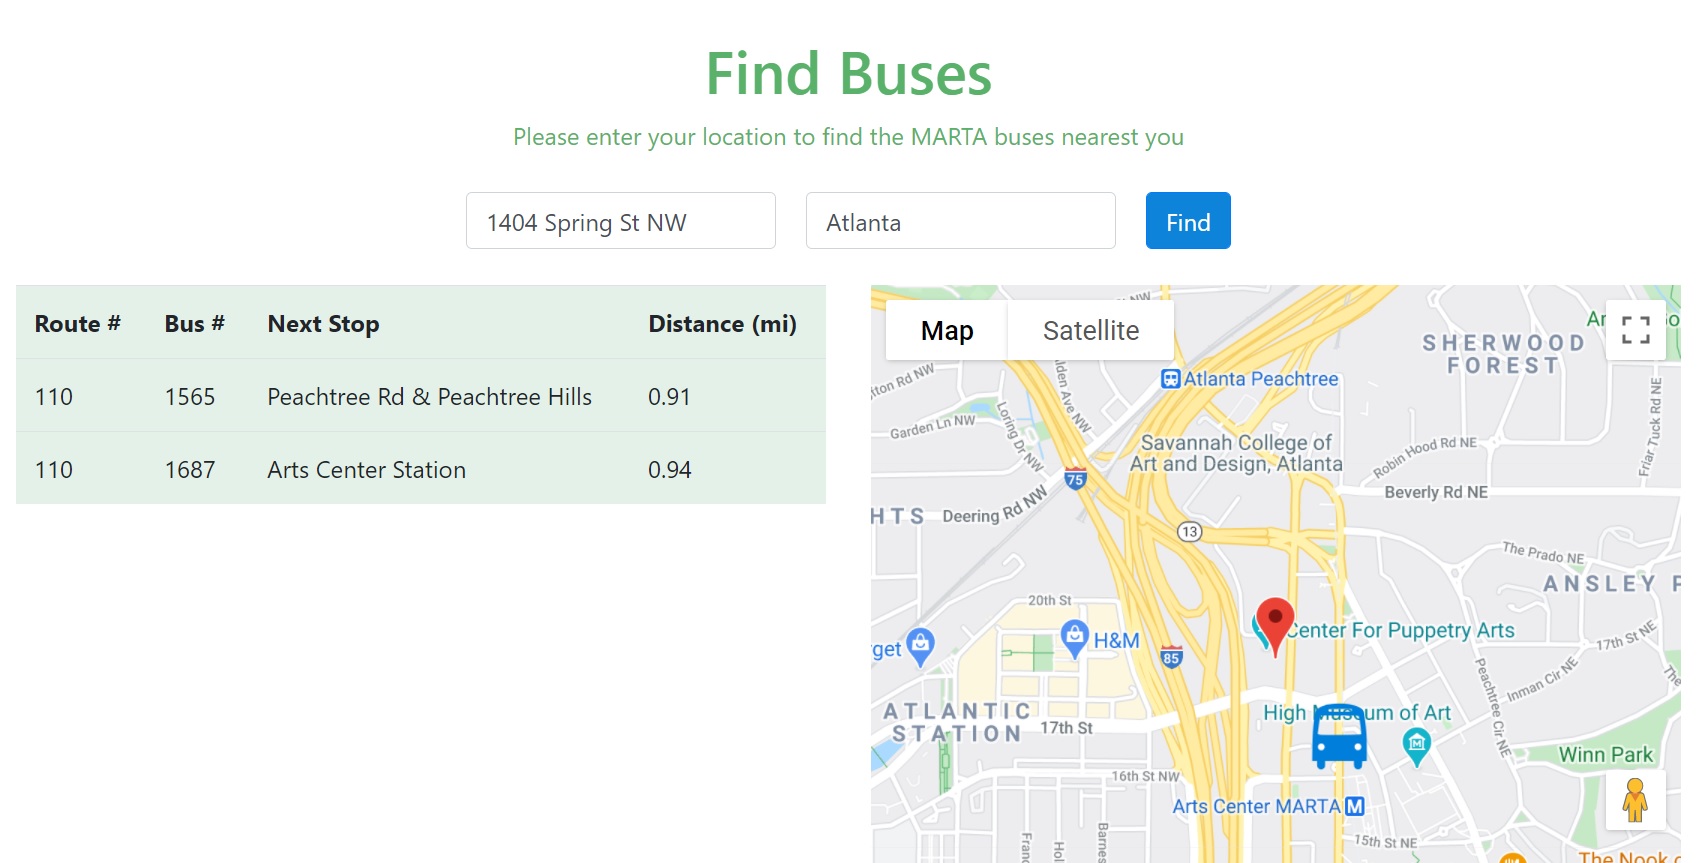 Find Buses
Please enter your location to find the MARTA buses nearest you
1404 Spring St NW
Atlanta
Find
Route # Bus # Next Stop Distance (mi)
110 1565 Peachtree Rd & Peachtree Hills 0.91
110 1687 Arts Center Station 0.94
Map Satellite
NW
SHERWOOD
FOREST
Atlanta Peachtree
Garden Ln NW
Loring Dr NW
Savannah College of
Art and Design, Atlanta
Robin Hood Rd NE
Friar Tuck Rd NE
75
Beverly Rd NE
Deering Rd NW
13
The Prado NE
20th St
H&M
85
Center For Puppetry Arts
17th St NE
Inman Cir NE
Peachtree Cir NE
ATLANTIC
STATION
17th St
High Museum of Art
Winn Park
16th St NW
Arts Center MARTA M
15th St NE
The Nook